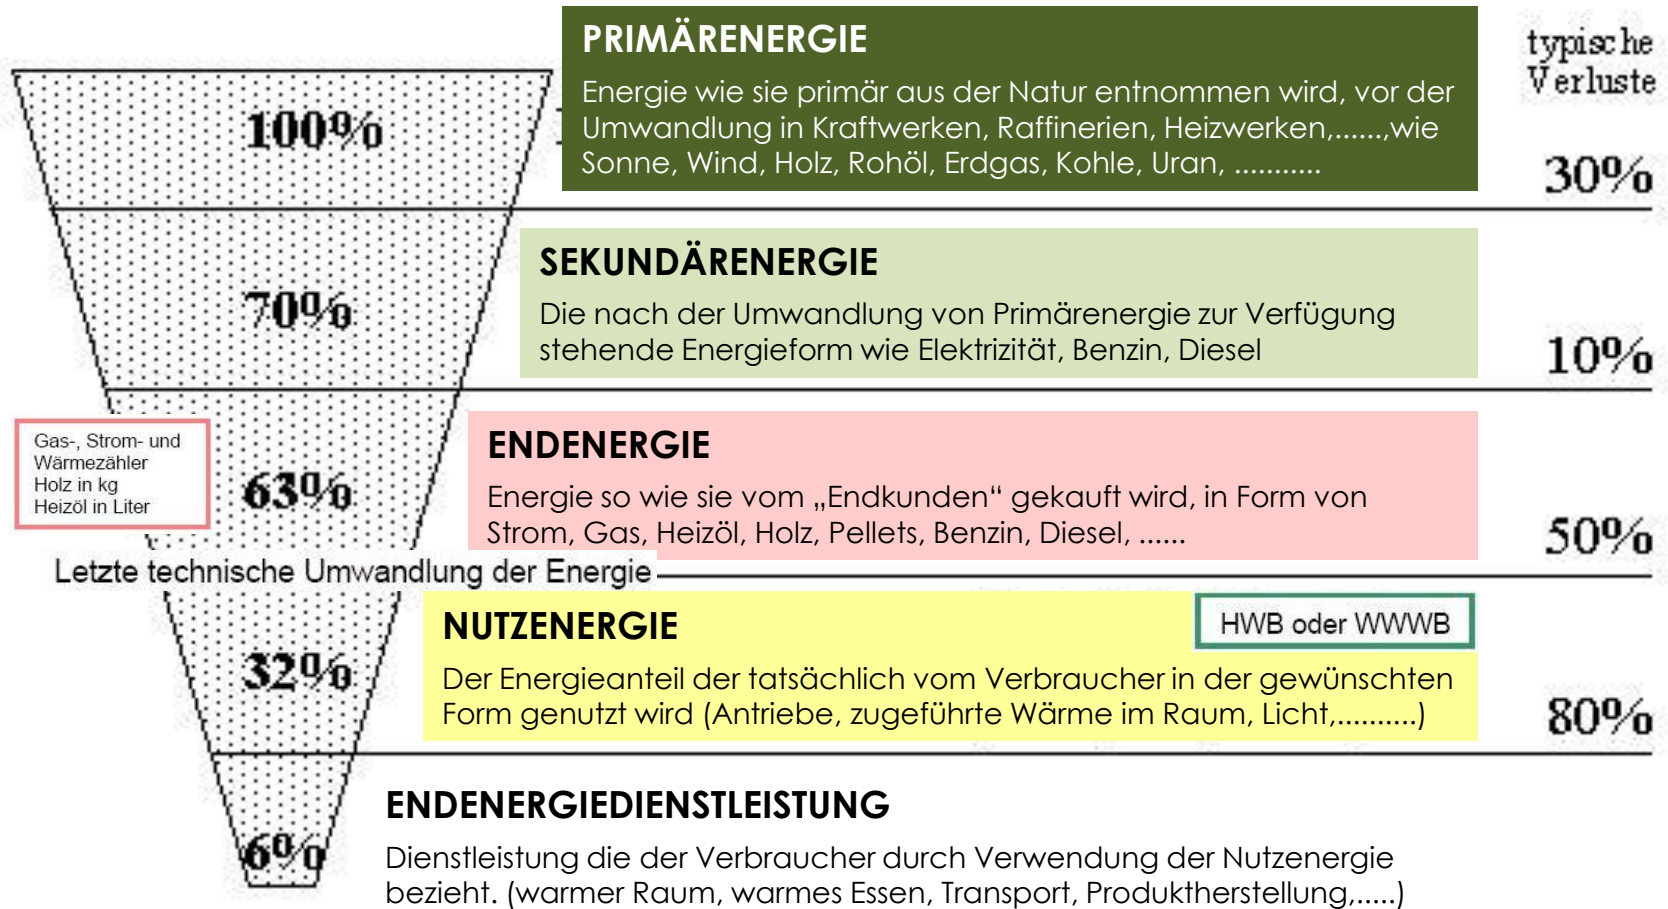 PRIMÄRENERGIE
Energie wie sie primär aus der Natur entnommen wird, vor der
Umwandlung in Kraftwerken, Raffinerien, Heizwerken,......,wie
Sonne, Wind, Holz, Rohöl, Erdgas, Kohle, Uran, ...........
typische
Verluste
100%
30%
SEKUNDÄRENERGIE
Die nach der Umwandlung von Primärenergie zur Verfügung
stehende Energieform wie Elektrizität, Benzin, Diesel
70%
10%
ENDENERGIE
Energie so wie sie vom „Endkunden“ gekauft wird, in Form von
Strom, Gas, Heizöl, Holz, Pellets, Benzin, Diesel, ......
Gas-, Strom- und
Wärmezähler
Holz in kg
Heizöl in Liter
63%
50%
Letzte technische Umwandlung der Energie
NUTZENERGIE
HWB oder WWWB
Der Energieanteil der tatsächlich vom Verbraucher in der gewünschten
Form genutzt wird (Antriebe, zugeführte Wärme im Raum, Licht,..........)
32%
80%
ENDENERGIEDIENSTLEISTUNG
Dienstleistung die der Verbraucher durch Verwendung der Nutzenergie
bezieht. (warmer Raum, warmes Essen, Transport, Produktherstellung,.....)
6%